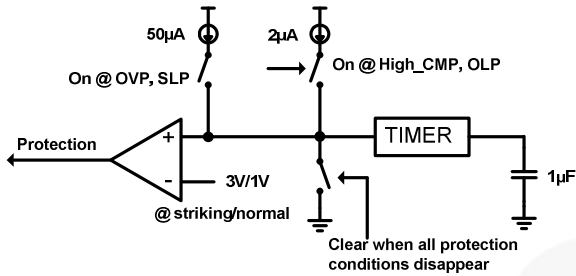 50µA
2µA
On @ OVP, SLP
On @ High_CMP, OLP
Protection
+
-
3V/1V
@ striking/normal
TIMER
1µF
Clear when all protection
conditions disappear